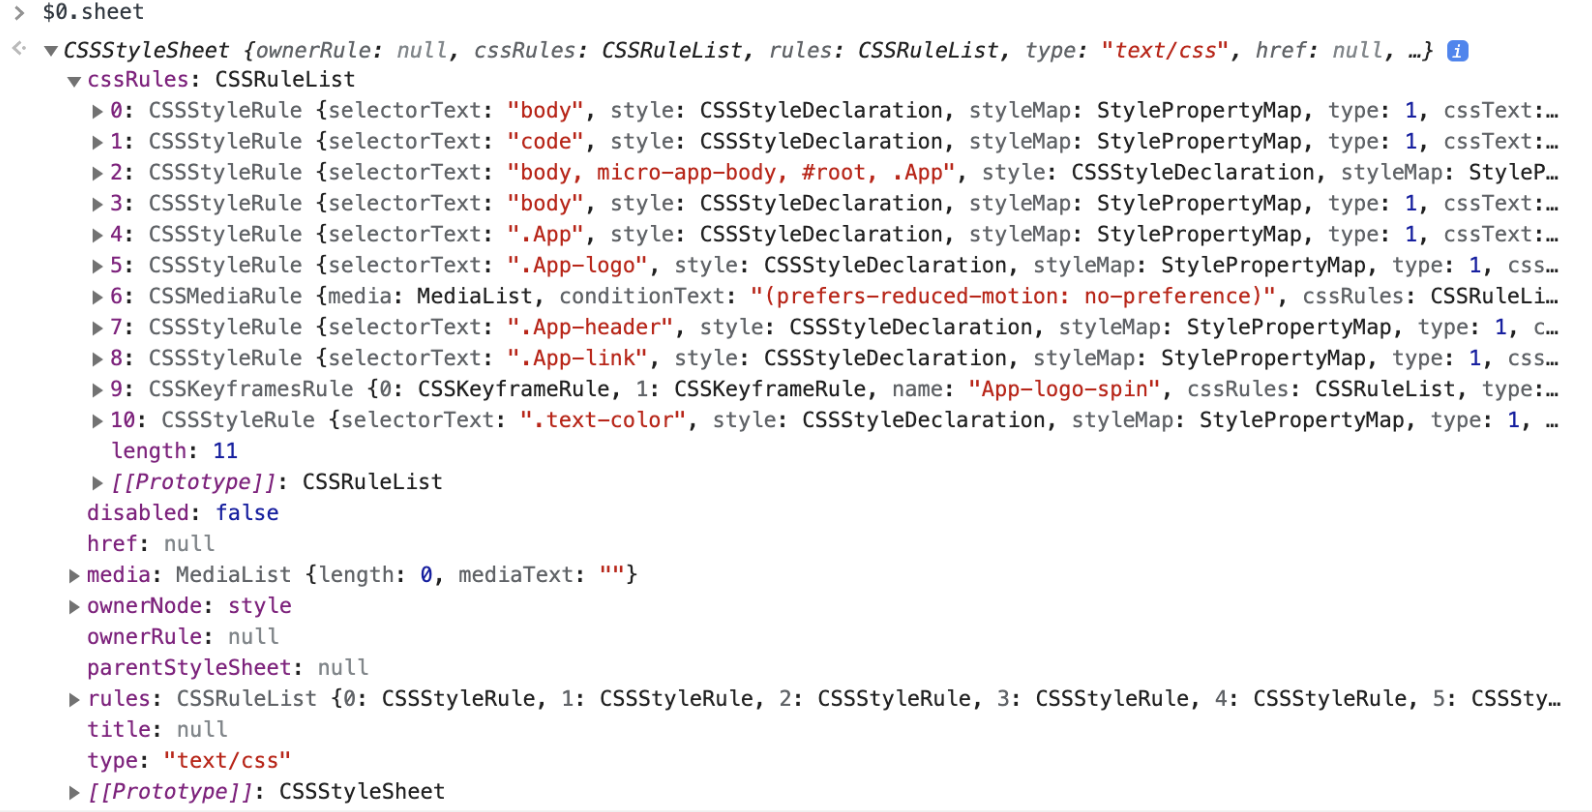 $0.sheet
CSSStyleSheet {ownerRule: null, cssRules: CSSRuleList, rules: CSSRuleList, type: "text/css", href: null, …} i
cssRules: CSSRuleList
0: CSSStyleRule {selectorText: "body", style: CSSStyleDeclaration, styleMap: StylePropertyMap, type: 1, cssText:…
1: CSSStyleRule {selectorText: "code", style: CSSStyleDeclaration, styleMap: StylePropertyMap, type: 1, cssText:…
2: CSSStyleRule {selectorText: "body, micro-app-body, #root, .App", style: CSSStyleDeclaration, styleMap: StyleP…
3: CSSStyleRule {selectorText: "body", style: CSSStyleDeclaration, styleMap: StylePropertyMap, type: 1, cssText:…
4: CSSStyleRule {selectorText: ".App", style: CSSStyleDeclaration, styleMap: StylePropertyMap, type: 1, cssText:…
5: CSSStyleRule {selectorText: ".App-logo", style: CSSStyleDeclaration, styleMap: StylePropertyMap, type: 1, css…
6: CSSMediaRule {media: MediaList, conditionText: "(prefers-reduced-motion: no-preference)", cssRules: CSSRuleLi…
7: CSSStyleRule {selectorText: ".App-header", style: CSSStyleDeclaration, styleMap: StylePropertyMap, type: 1, c…
8: CSSStyleRule {selectorText: ".App-link", style: CSSStyleDeclaration, styleMap: StylePropertyMap, type: 1, css…
9: CSSKeyframesRule {0: CSSKeyframeRule, 1: CSSKeyframeRule, name: "App-logo-spin", cssRules: CSSRuleList, type:…
10: CSSStyleRule {selectorText: ".text-color", style: CSSStyleDeclaration, styleMap: StylePropertyMap, type: 1, …
length: 11
[[Prototype]]: CSSRuleList
disabled: false
href: null
media: MediaList {length: 0, mediaText: ""}
ownerNode: style
ownerRule: null
parentStyleSheet: null
rules: CSSRuleList {0: CSSStyleRule, 1: CSSStyleRule, 2: CSSStyleRule, 3: CSSStyleRule, 4: CSSStyleRule, 5: CSSSty…
title: null
type: "text/css"
[[Prototype]]: CSSStyleSheet